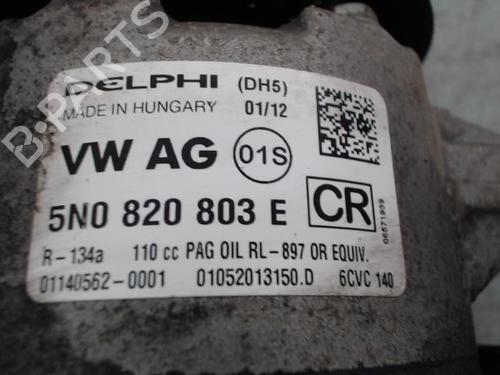 B-PARTS
DELPHI (DH5)
MADE IN HUNGARY 01/12
VW AG 01S
5N0 820 803 E CR
06571939
R-134a 110 cc PAG OIL RL-897 OR EQUIV.
01140562-0001 01052013150.D 6CVC 140